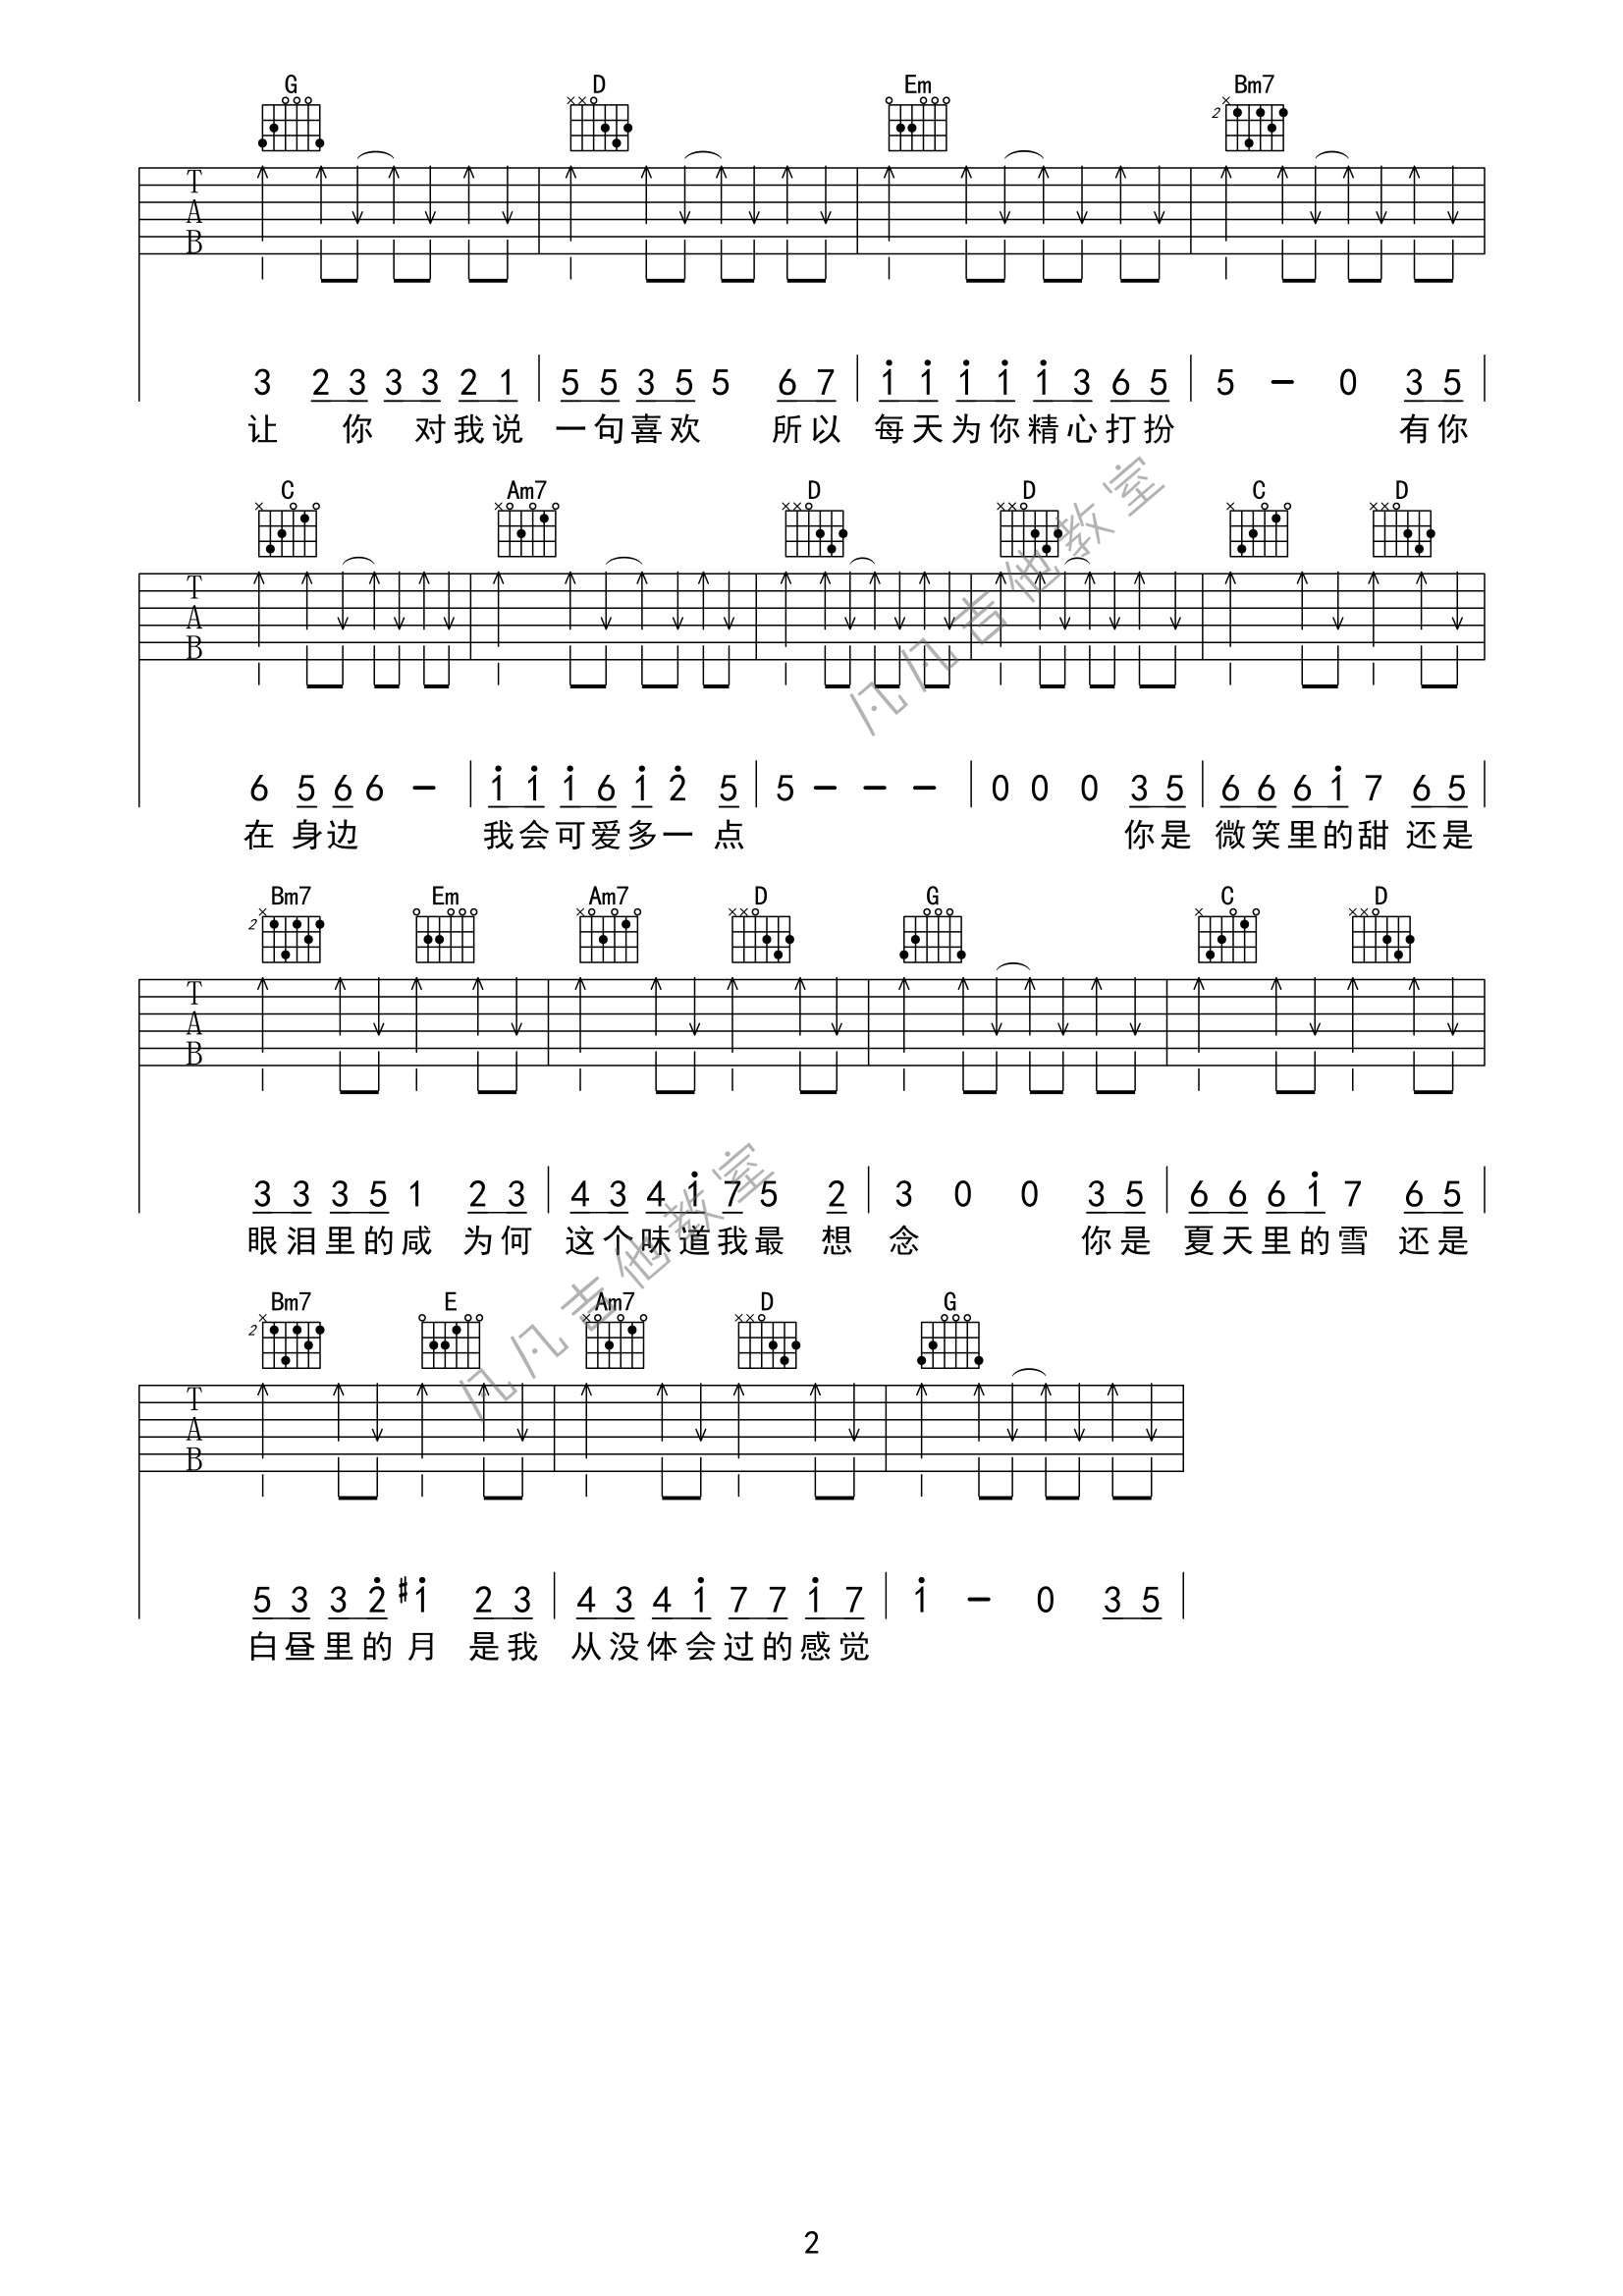 G D Em Bm7
2
T
A
B
3 2 3 3 3 2 1 | 5 5 3 5 5 6 7 | i i i i i 3 6 5 | 5 - 0 3 5 |
让 你 对我说 一句喜欢 所以 每天为你精心打扮 有你
C Am7 D D C D
T
A
B
6 5 6 6 - | i i i 6 i 2̇ 5 | 5 - - - | 0 0 0 3 5 | 6 6 6 i 7 6 5 |
在 身边 我会可爱多一 点 你是 微笑里的甜 还是
Bm7 Em Am7 D G C D
2
T
A
B
3 3 3 5 1 2 3 | 4 3 4 i 7 5 2 | 3 0 0 3 5 | 6 6 6 i 7 6 5 |
眼泪里的咸 为何 这个味道我最 想 念 你是 夏天里的雪 还是
Bm7 E Am7 D G
2
T
A
B
5 3 3 2̇ #i 2 3 | 4 3 4 i 7 7 i 7 | i - 0 3 5 |
白昼里的月 是我 从没体会过的感觉
凡凡吉他教室
凡凡吉他教室
2